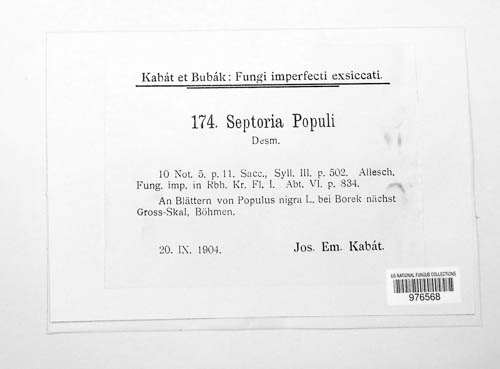 Kabát et Bubák: Fungi imperfecti exsiccati.
174. Septoria Populi
Desm.
10 Not. 5. p. 11. Sacc., Syll. III. p. 502. Allesch.
Fung. imp. in Rbh. Kr. Fl. I. Abt. VI. p. 834.
An Blättern von Populus nigra L. bei Borek nächst
Gross-Skal, Böhmen.
20. IX. 1904. Jos. Em. Kabát.
US NATIONAL FUNGUS COLLECTIONS
976568